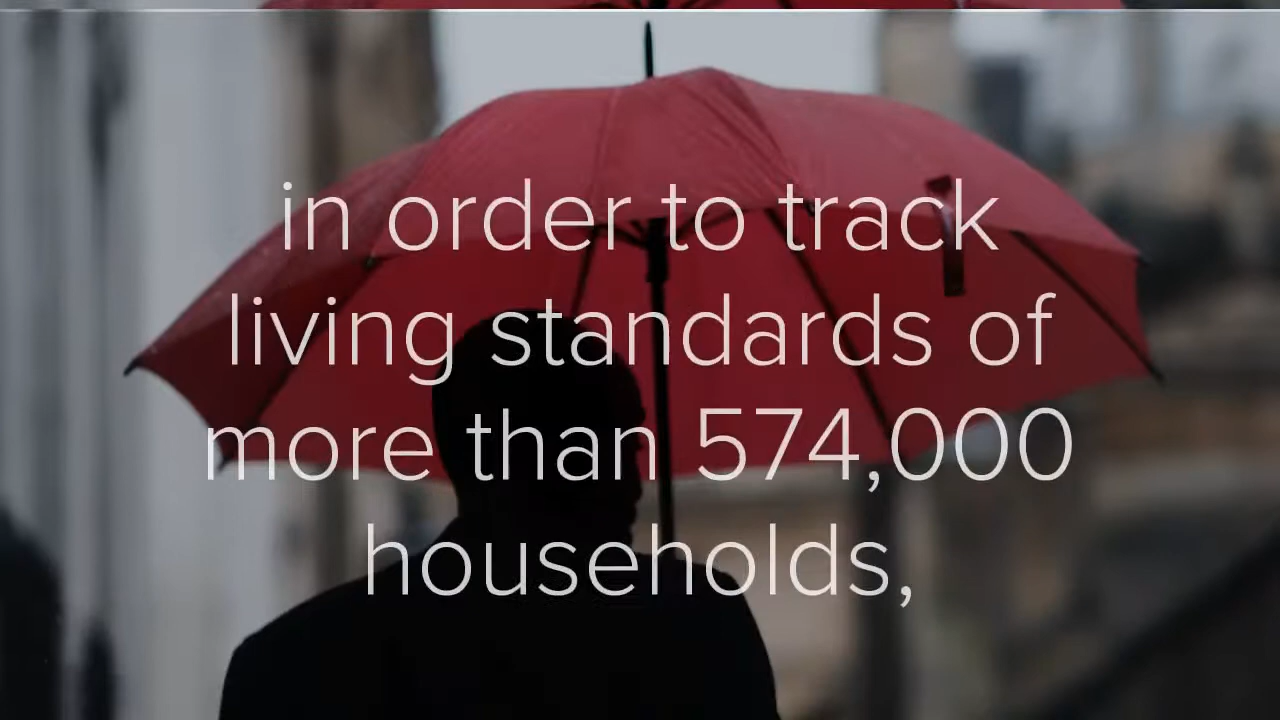 in order to track
living standards of
more than 574,000
households,